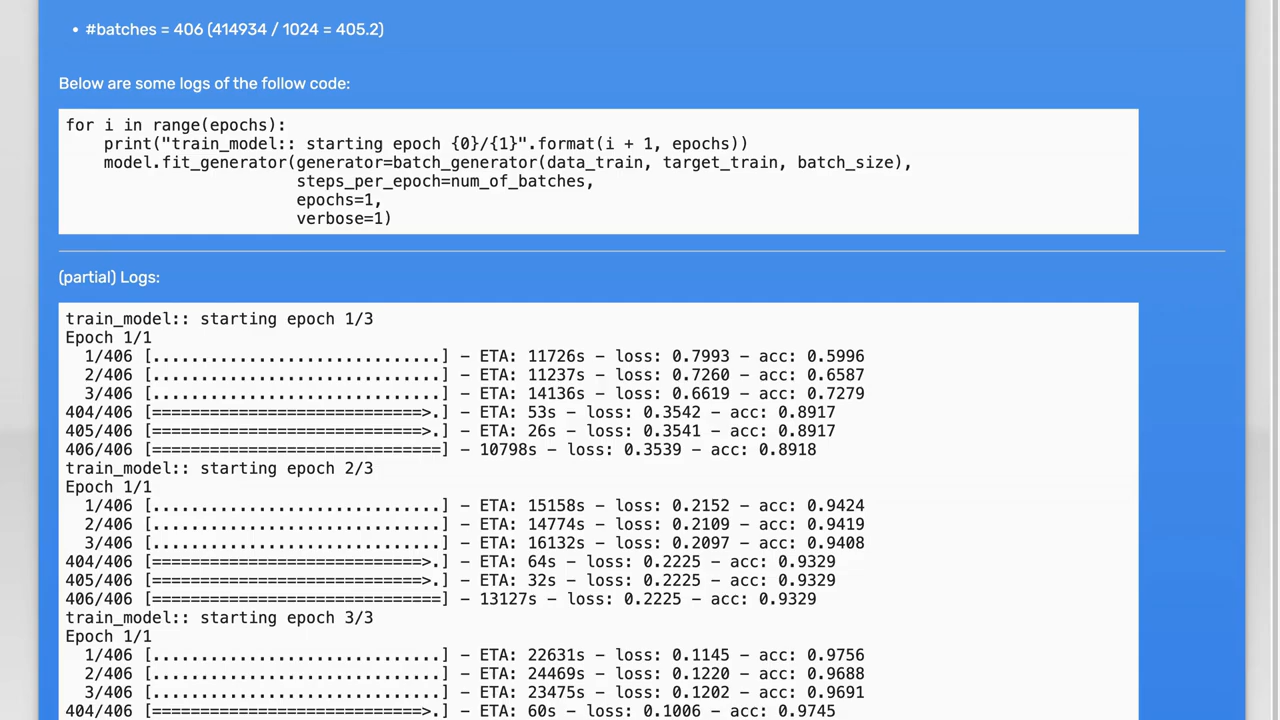 • #batches = 406 (414934 / 1024 = 405.2)
Below are some logs of the follow code:
for i in range(epochs):
    print("train_model:: starting epoch {0}/{1}".format(i + 1, epochs))
    model.fit_generator(generator=batch_generator(data_train, target_train, batch_size),
                        steps_per_epoch=num_of_batches,
                        epochs=1,
                        verbose=1)
(partial) Logs:
train_model:: starting epoch 1/3
Epoch 1/1
  1/406 [..............................] - ETA: 11726s - loss: 0.7993 - acc: 0.5996
  2/406 [..............................] - ETA: 11237s - loss: 0.7260 - acc: 0.6587
  3/406 [..............................] - ETA: 14136s - loss: 0.6619 - acc: 0.7279
404/406 [============================>.] - ETA: 53s - loss: 0.3542 - acc: 0.8917
405/406 [============================>.] - ETA: 26s - loss: 0.3541 - acc: 0.8917
406/406 [==============================] - 10798s - loss: 0.3539 - acc: 0.8918
train_model:: starting epoch 2/3
Epoch 1/1
  1/406 [..............................] - ETA: 15158s - loss: 0.2152 - acc: 0.9424
  2/406 [..............................] - ETA: 14774s - loss: 0.2109 - acc: 0.9419
  3/406 [..............................] - ETA: 16132s - loss: 0.2097 - acc: 0.9408
404/406 [============================>.] - ETA: 64s - loss: 0.2225 - acc: 0.9329
405/406 [============================>.] - ETA: 32s - loss: 0.2225 - acc: 0.9329
406/406 [==============================] - 13127s - loss: 0.2225 - acc: 0.9329
train_model:: starting epoch 3/3
Epoch 1/1
  1/406 [..............................] - ETA: 22631s - loss: 0.1145 - acc: 0.9756
  2/406 [..............................] - ETA: 24469s - loss: 0.1220 - acc: 0.9688
  3/406 [..............................] - ETA: 23475s - loss: 0.1202 - acc: 0.9691
404/406 [============================>.] - ETA: 60s - loss: 0.1006 - acc: 0.9745